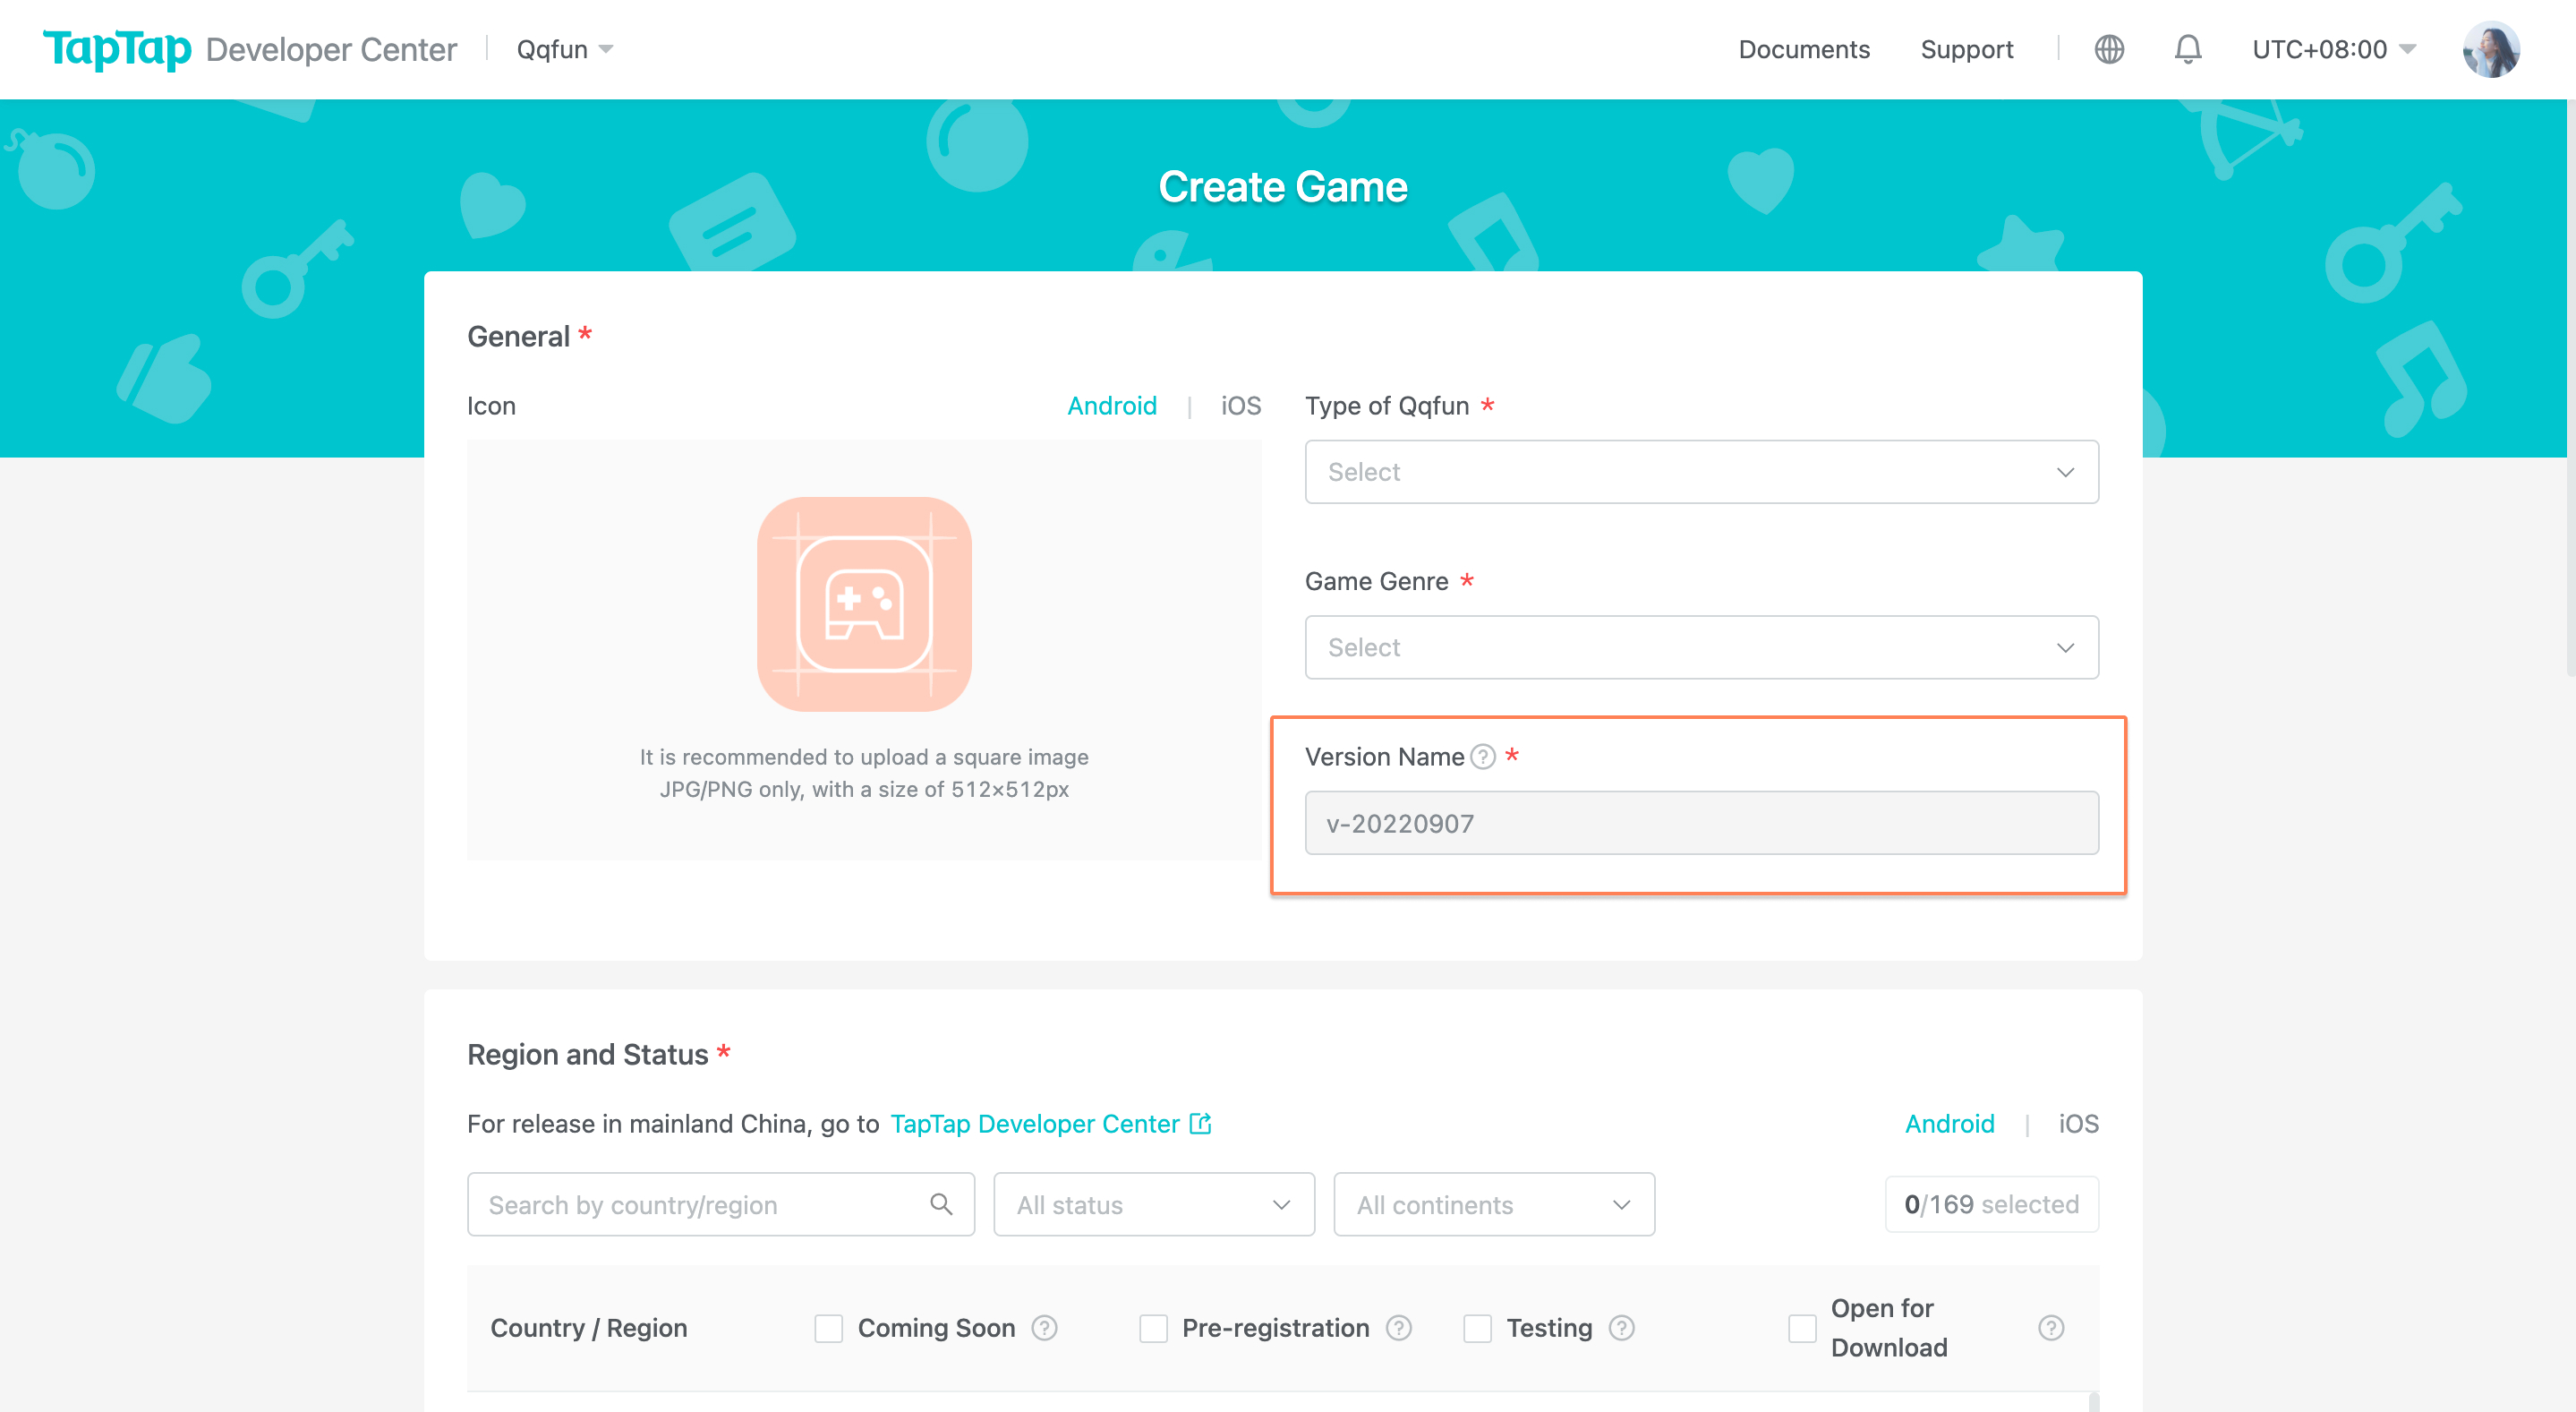 TapTap Developer Center
Qqfun
Documents
Support
UTC+08:00
Create Game
General *
Icon
Android | iOS
It is recommended to upload a square image
JPG/PNG only, with a size of 512×512px
Type of Qqfun *
Select
Game Genre *
Select
Version Name ? *
v-20220907
Region and Status *
For release in mainland China, go to TapTap Developer Center
Android | iOS
Search by country/region
All status
All continents
0/169 selected
Country / Region
Coming Soon ?
Pre-registration ?
Testing ?
Open for
Download ?